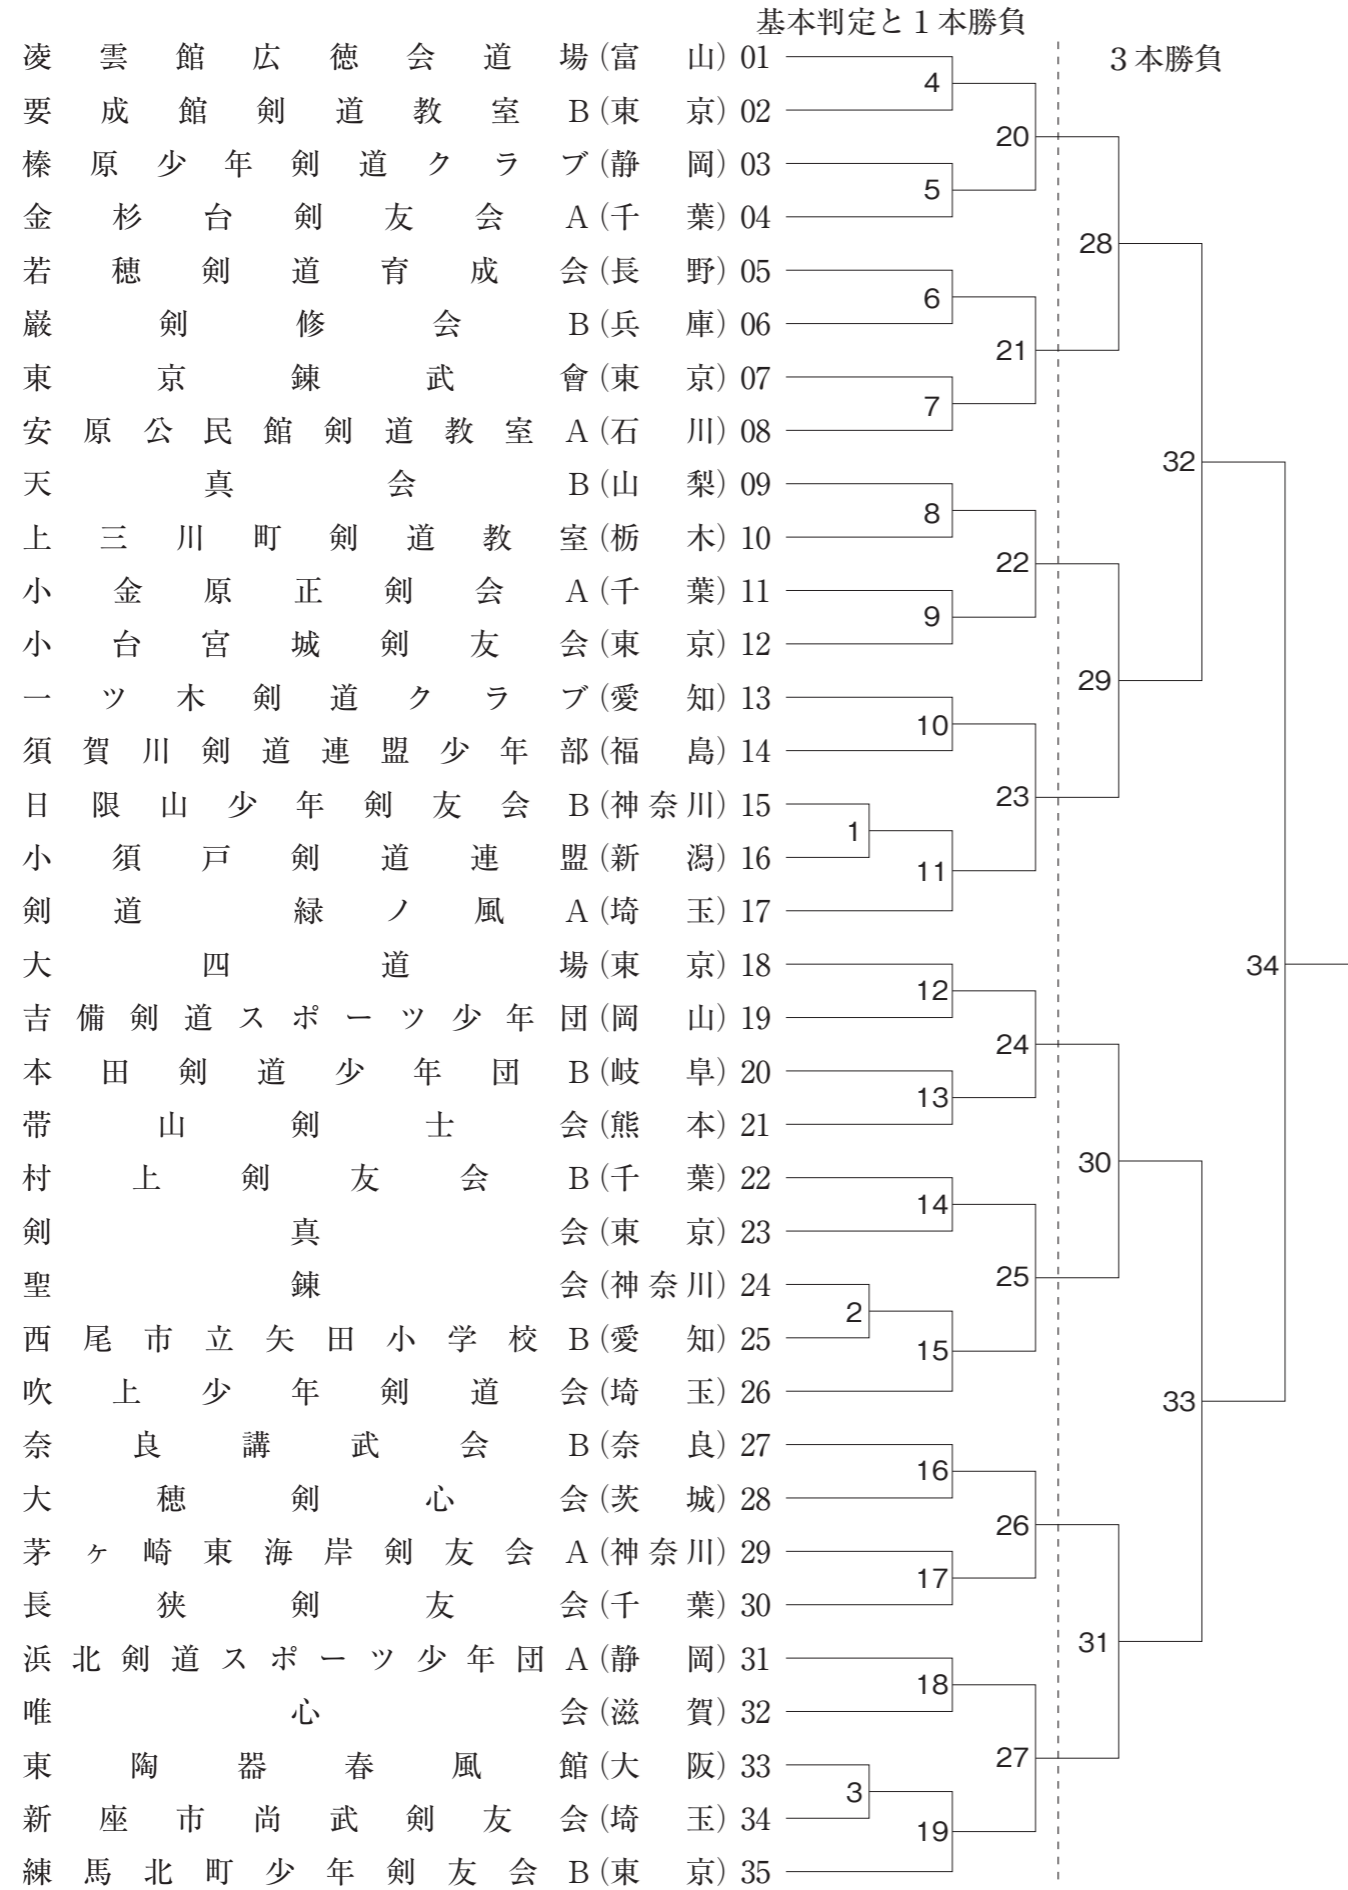 基本判定と１本勝負
３本勝負
凌雲館広徳会道場(富山) 01
要成館剣道教室B(東京) 02
榛原少年剣道クラブ(静岡) 03
金杉台剣友会A(千葉) 04
若穂剣道育成会(長野) 05
巌剣修会B(兵庫) 06
東京錬武會(東京) 07
安原公民館剣道教室A(石川) 08
天真会B(山梨) 09
上三川町剣道教室(栃木) 10
小金原正剣会A(千葉) 11
小台宮城剣友会(東京) 12
一ツ木剣道クラブ(愛知) 13
須賀川剣道連盟少年部(福島) 14
日限山少年剣友会B(神奈川) 15
小須戸剣道連盟(新潟) 16
剣道 緑ノ風A(埼玉) 17
大四道場(東京) 18
吉備剣道スポーツ少年団(岡山) 19
本田剣道少年団B(岐阜) 20
帯山剣士会(熊本) 21
村上剣友会B(千葉) 22
剣真会(東京) 23
聖錬会(神奈川) 24
西尾市立矢田小学校B(愛知) 25
吹上少年剣道会(埼玉) 26
奈良講武会B(奈良) 27
大穂剣心会(茨城) 28
茅ヶ崎東海岸剣友会A(神奈川) 29
長狭剣友会(千葉) 30
浜北剣道スポーツ少年団A(静岡) 31
唯心会(滋賀) 32
東陶器春風館(大阪) 33
新座市尚武剣友会(埼玉) 34
練馬北町少年剣友会B(東京) 35
1
2
3
4
5
6
7
8
9
10
11
12
13
14
15
16
17
18
19
20
21
22
23
24
25
26
27
28
29
30
31
32
33
34